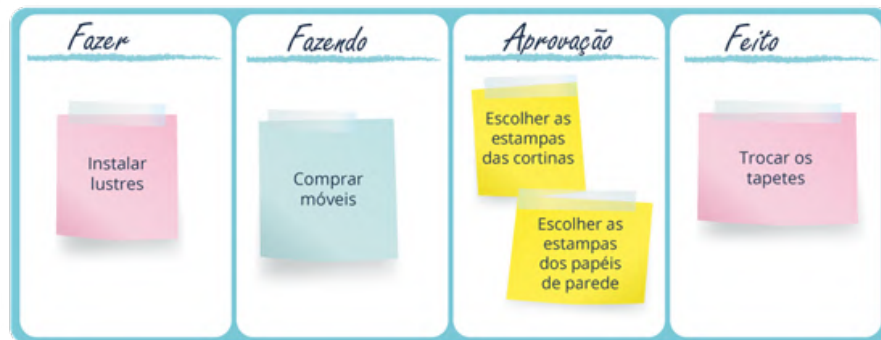 Fazer
Fazendo
Aprovação
Feito
Instalar
lustres
Comprar
móveis
Escolher as
estampas
das cortinas
Escolher as
estampas
dos papéis
de parede
Trocar os
tapetes